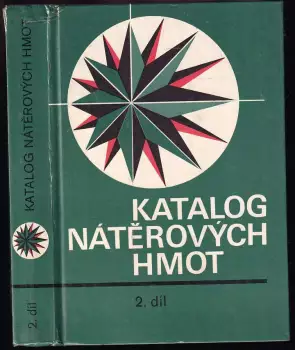 KATALOG NÁTĚROVÝCH HMOT
2. díl
KATALOG
NÁTĚROVÝCH
HMOT
2. díl